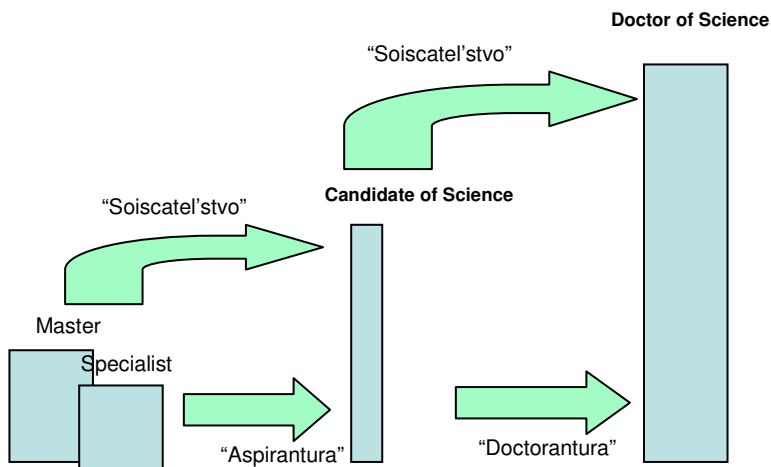 Doctor of Science
“Soiscatel’stvo”
Candidate of Science
“Soiscatel’stvo”
Master
Specialist
“Aspirantura”
“Doctorantura”